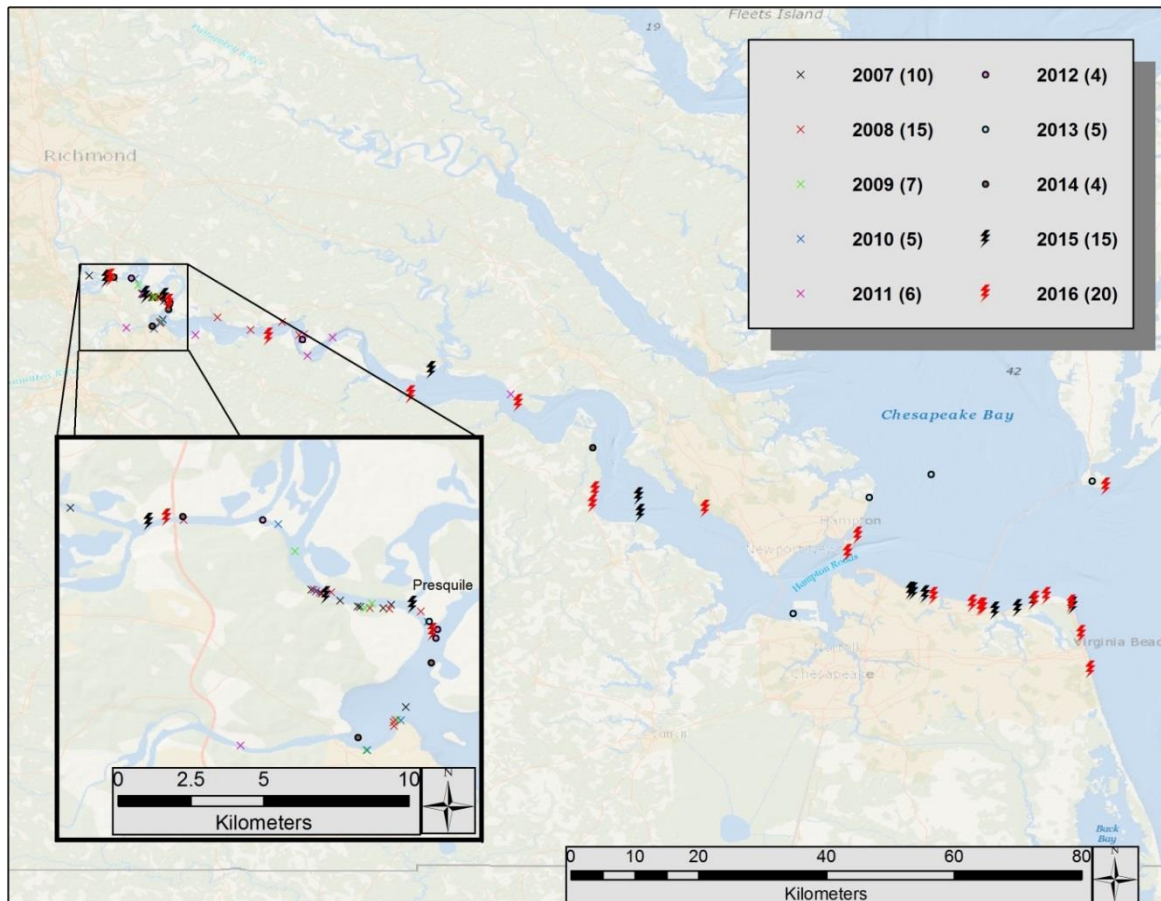 Fleets Island
19
Richmond
2007 (10)
2008 (15)
2009 (7)
2010 (5)
2011 (6)
2012 (4)
2013 (5)
2014 (4)
2015 (15)
2016 (20)
42
Chesapeake Bay
Hampton
Newport
Hampton Roads
Virginia Beach
Chesapeake
Back
Bay
Presquile
0 2.5 5 10
Kilometers
N
0 10 20 40 60 80
Kilometers
N